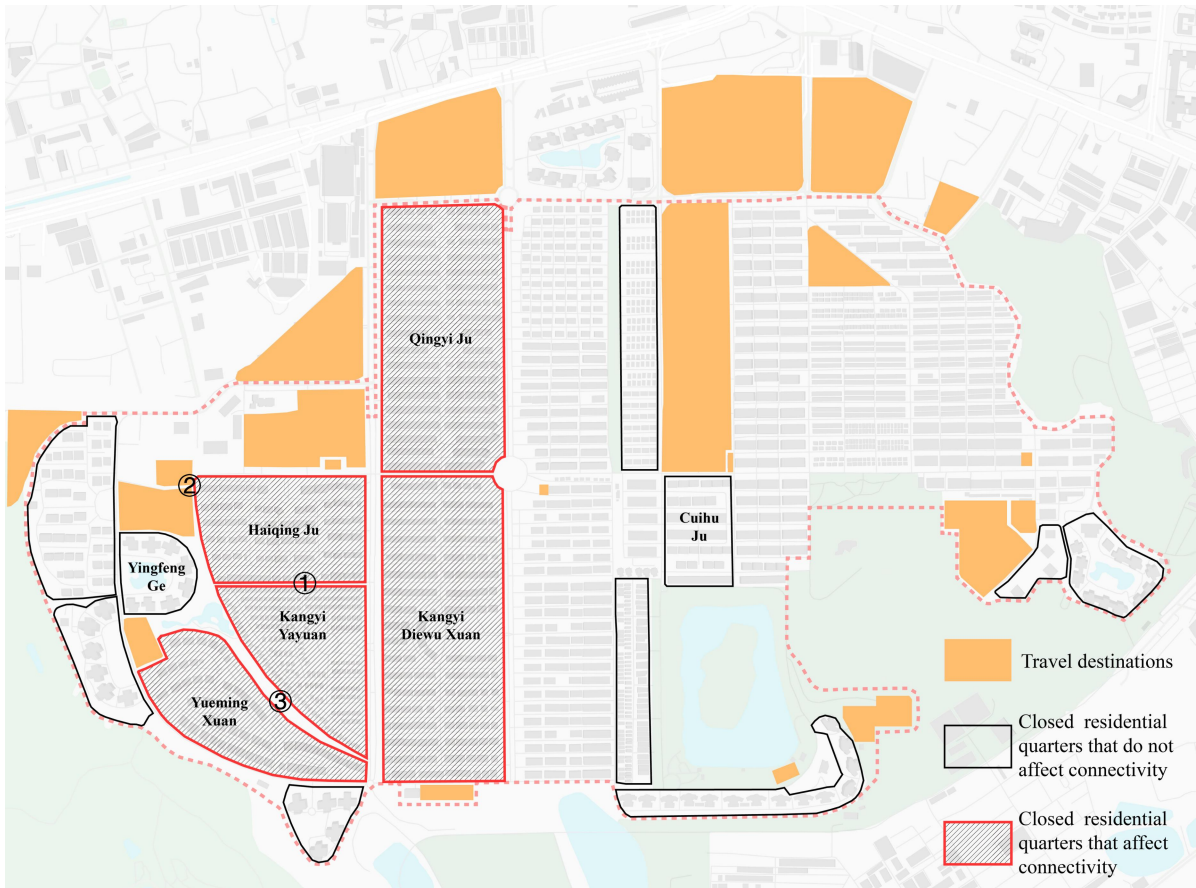 Qingyi Ju
②
Haiqing Ju
Cuihu
Ju
Yingfeng
Ge
①
Kangyi
Yayuan
Kangyi
Diewu Xuan
Yueming
Xuan
③
Travel destinations
Closed residential
quarters that do not
affect connectivity
Closed residential
quarters that affect
connectivity